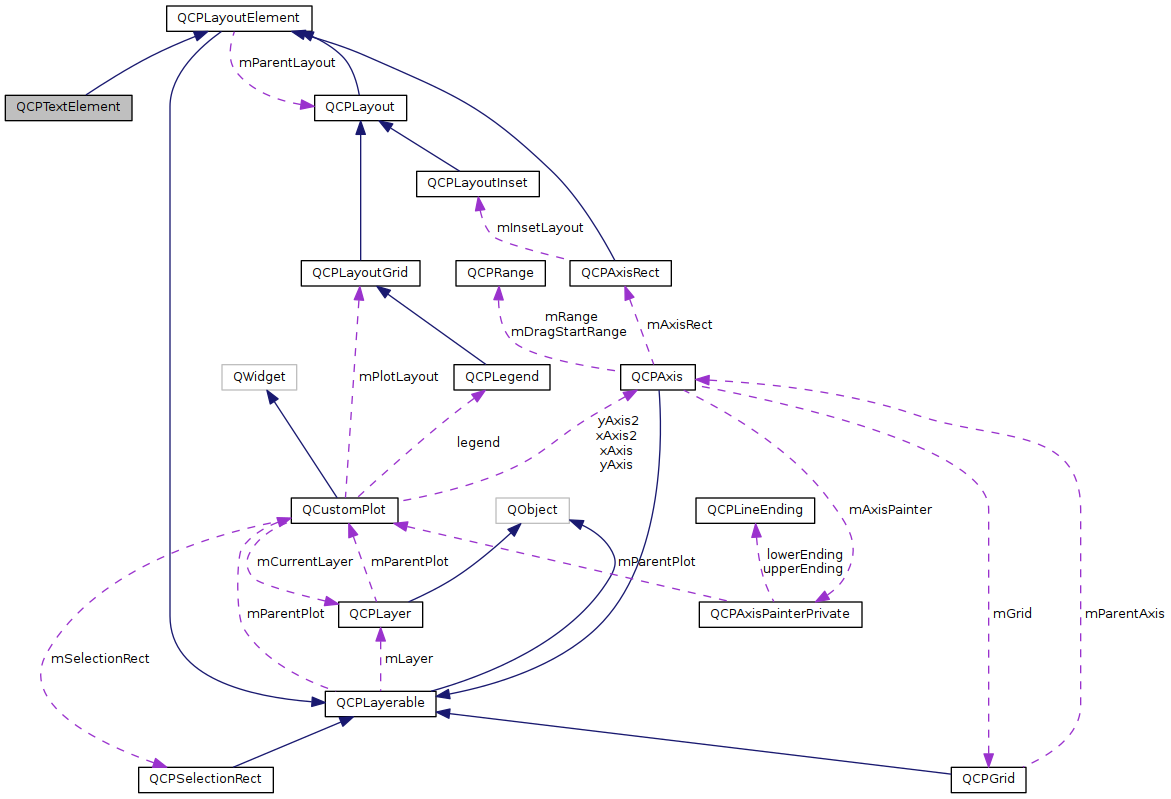 QCPLayoutElement
mParentLayout
QCPTextElement
QCPLayout
QCPLayoutInset
mInsetLayout
QCPLayoutGrid
QCPRange
QCPAxisRect
mRange
mDragStartRange
mAxisRect
QWidget
mPlotLayout
QCPLegend
QCPAxis
legend
yAxis2
xAxis2
xAxis
yAxis
QCustomPlot
QObject
QCPLineEnding
mAxisPainter
mCurrentLayer
mParentPlot
mParentPlot
lowerEnding
upperEnding
mParentPlot
QCPLayer
QCPAxisPainterPrivate
mGrid
mParentAxis
mSelectionRect
mLayer
QCPLayerable
QCPSelectionRect
QCPGrid